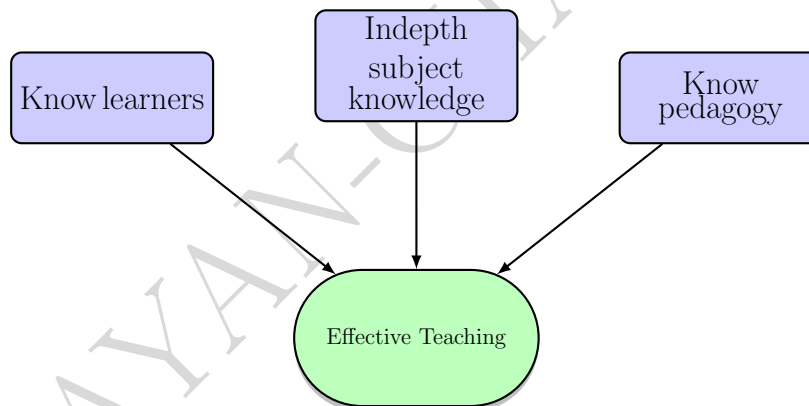 Know learners
Indepth
subject
knowledge
Know
pedagogy
Effective Teaching